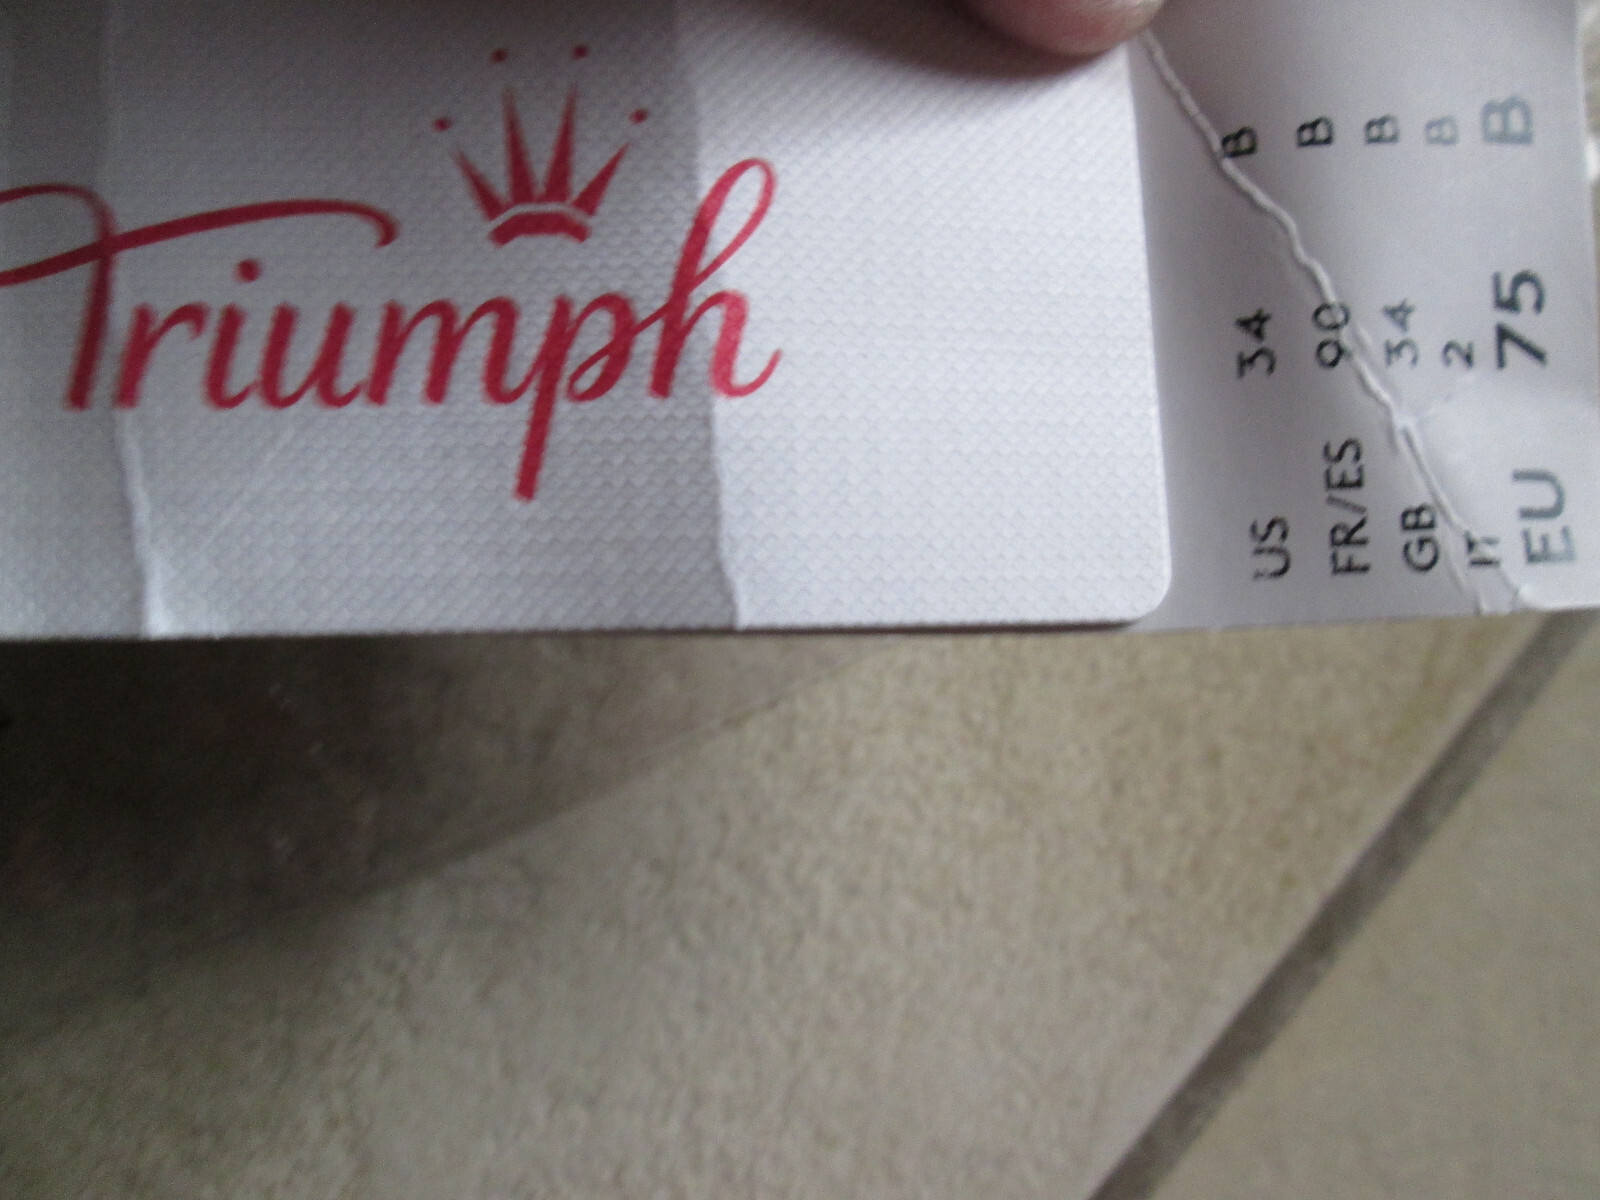 Triumph
US 34 B
FR/ES 90 B
GB 34 B
IT 2 B
EU 75 B